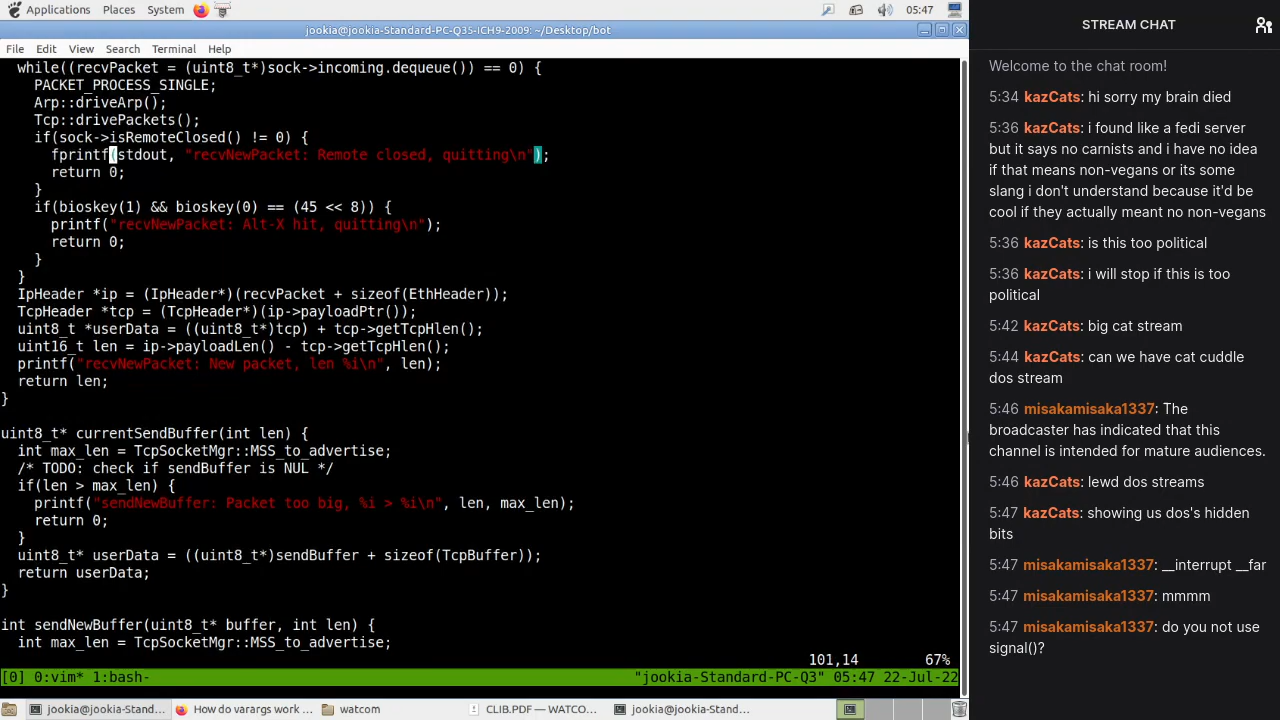 Applications Places System 05:47
jookia@jookia-Standard-PC-Q35-ICH9-2009: ~/Desktop/bot
File Edit View Search Terminal Help
while((recvPacket = (uint8_t*)sock->incoming.dequeue()) == 0) {
PACKET_PROCESS_SINGLE;
Arp::driveArp();
Tcp::drivePackets();
if(sock->isRemoteClosed() != 0) {
fprintf(stdout, "recvNewPacket: Remote closed, quitting\n");
return 0;
}
if(bioskey(1) && bioskey(0) == (45 << 8)) {
printf("recvNewPacket: Alt-X hit, quitting\n");
return 0;
}
}
IpHeader *ip = (IpHeader*)(recvPacket + sizeof(EthHeader));
TcpHeader *tcp = (TcpHeader*)(ip->payloadPtr());
uint8_t *userData = ((uint8_t*)tcp) + tcp->getTcpHlen();
uint16_t len = ip->payloadLen() - tcp->getTcpHlen();
printf("recvNewPacket: New packet, len %i\n", len);
return len;
}
uint8_t* currentSendBuffer(int len) {
int max_len = TcpSocketMgr::MSS_to_advertise;
/* TODO: check if sendBuffer is NUL */
if(len > max_len) {
printf("sendNewBuffer: Packet too big, %i > %i\n", len, max_len);
return 0;
}
uint8_t* userData = ((uint8_t*)sendBuffer + sizeof(TcpBuffer));
return userData;
}
int sendNewBuffer(uint8_t* buffer, int len) {
int max_len = TcpSocketMgr::MSS_to_advertise;
101,14 67%
[0] 0:vim* 1:bash- "jookia-Standard-PC-Q3" 05:47 22-Jul-22
jookia@jookia-Stand... How do varargs work ... watcom CLIB.PDF — WATCO... jookia@jookia-Stand...
STREAM CHAT
Welcome to the chat room!
5:34 kazCats: hi sorry my brain died
5:36 kazCats: i found like a fedi server
but it says no carnists and i have no idea
if that means non-vegans or its some
slang i don't understand because it'd be
cool if they actually meant no non-vegans
5:36 kazCats: is this too political
5:36 kazCats: i will stop if this is too
political
5:42 kazCats: big cat stream
5:44 kazCats: can we have cat cuddle
dos stream
5:46 misakamisaka1337: The
broadcaster has indicated that this
channel is intended for mature audiences.
5:46 kazCats: lewd dos streams
5:47 kazCats: showing us dos's hidden
bits
5:47 misakamisaka1337: __interrupt __far
5:47 misakamisaka1337: mmmm
5:47 misakamisaka1337: do you not use
signal()?